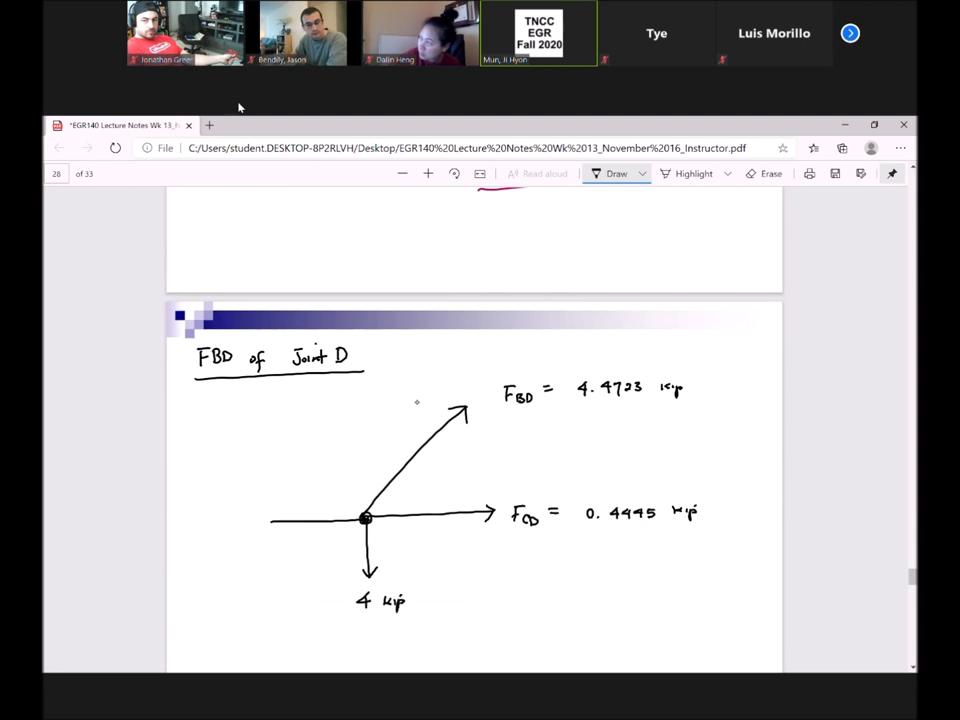 TNCC
EGR
Fall 2020
Tye
Luis Morillo
Jonathan Greer
Bendily, Jason
Dalin Heng
Mun, Ji Hyon
*EGR140 Lecture Notes Wk 13_N
File
C:/Users/student.DESKTOP-8P2RLVH/Desktop/EGR140%20Lecture%20Notes%20Wk%2013_November%2016_Instructor.pdf
28 of 33
Read aloud
Draw
Highlight
Erase
FBD of Joint D
FBD = 4.4723 kip
FCD = 0.4445 kip
4 kip